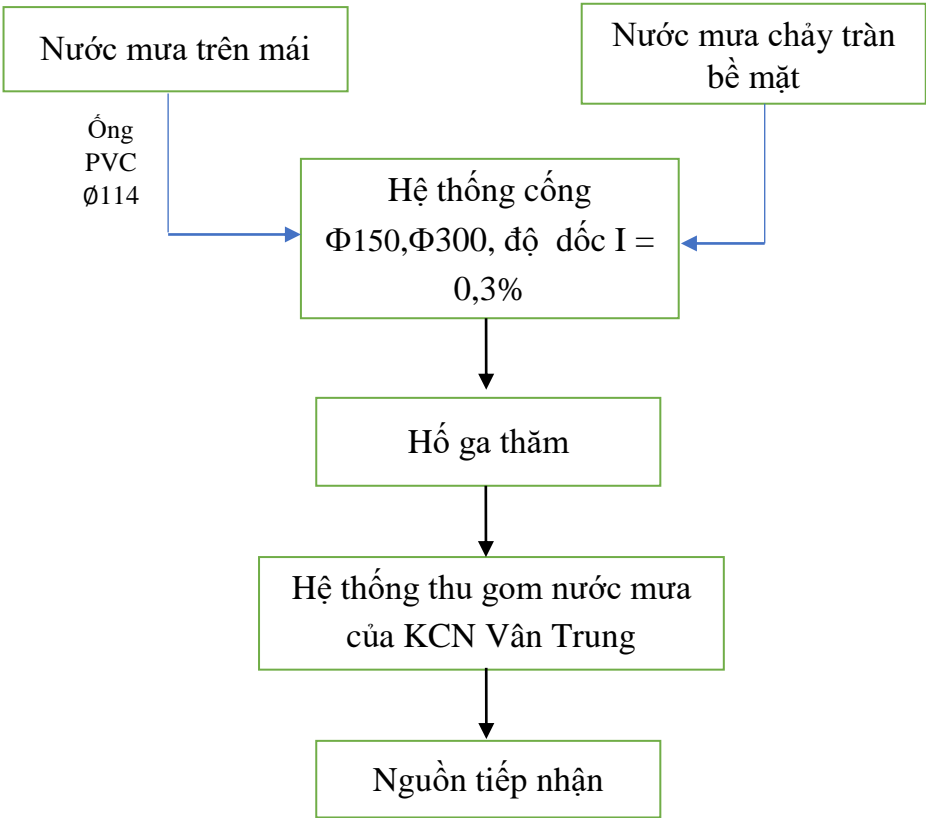 Nước mưa trên mái
Nước mưa chảy tràn
bề mặt
Ống
PVC
Ø114
Hệ thống cống
Φ150,Φ300, độ dốc I =
0,3%
Hố ga thăm
Hệ thống thu gom nước mưa
của KCN Vân Trung
Nguồn tiếp nhận